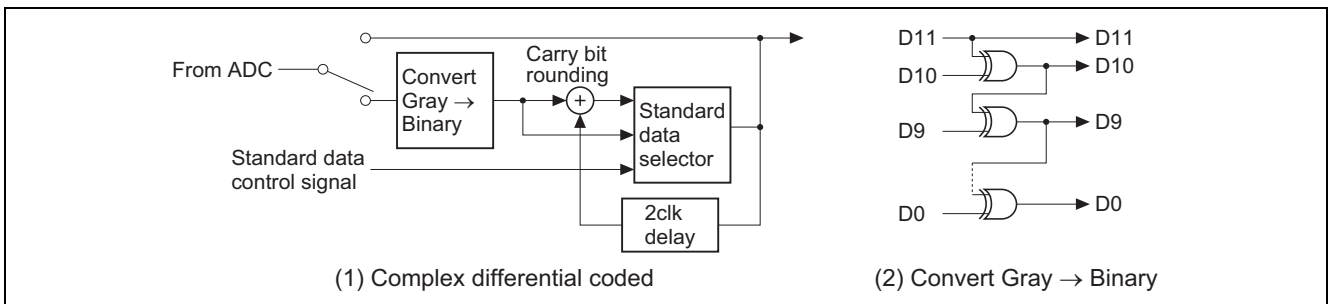 From ADC
Convert
Gray → 
Binary
Carry bit
rounding
+
Standard
data
selector
Standard data
control signal
2clk
delay
(1) Complex differential coded
D11
D11
D10
D10
D9
D9
D0
D0
(2) Convert Gray → Binary